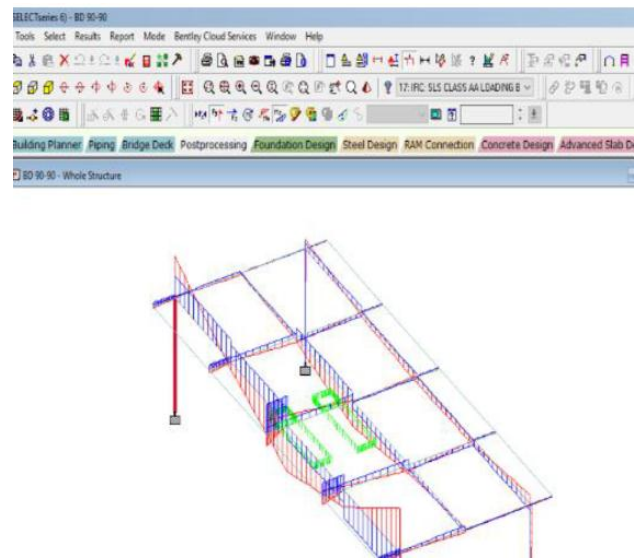 SELECTseries 6) - BD 90-90
Tools Select Results Report Mode Bentley Cloud Services Window Help
17: IRC: SLS CLASS AA LOADING B
Building Planner Piping Bridge Deck Postprocessing Foundation Design Steel Design RAM Connection Concrete Design Advanced Slab D
BD 90-90 - Whole Structure